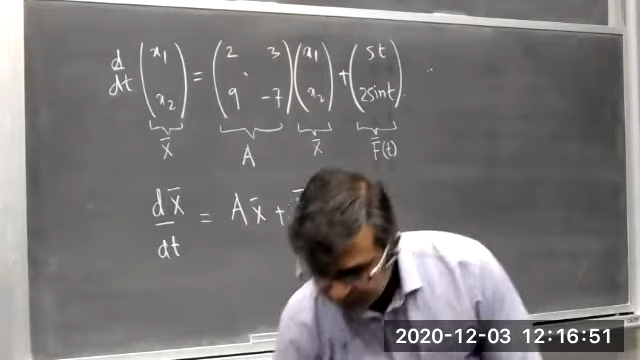 d/dt (x1 x2) = (2 3 9 -7) (x1 x2) + (5t 2sint).
X̄ A X̄ F̄(t)
dX̄/dt = Ax̄ +
2020-12-03 12:16:51